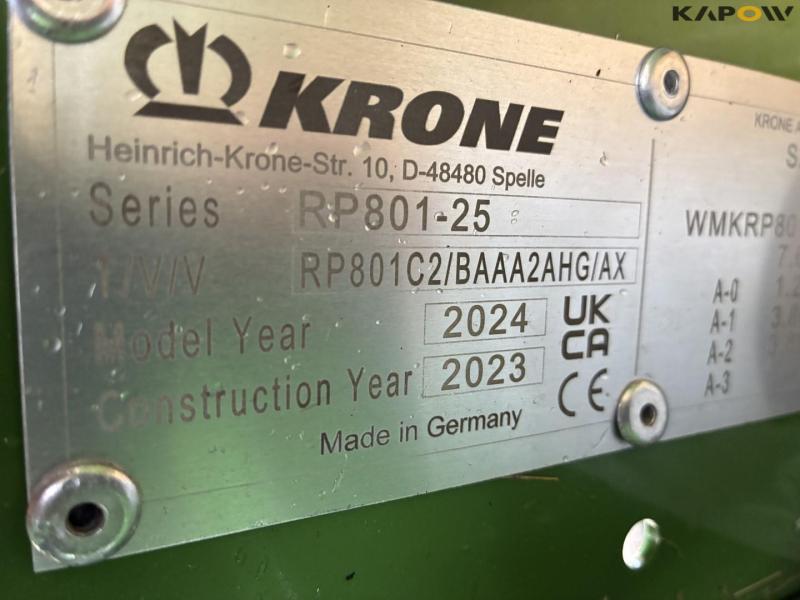 KAPOW
KRONE
Heinrich-Krone-Str. 10, D-48480 Spelle
Series RP801-25
1/V/V RP801C2/BAAA2AHG/AX
Model Year 2024
UK
CA
Construction Year 2023
CE
Made in Germany
KRONE
WMKRP80
A-0
A-1
A-2
A-3